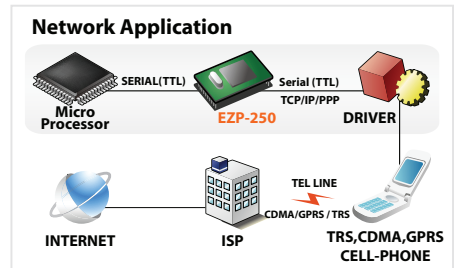 Network Application
SERIAL(TTL)
Serial (TTL)
TCP/IP/PPP
Micro
Processor
EZP-250
DRIVER
TEL LINE
CDMA/GPRS / TRS
INTERNET
ISP
TRS,CDMA,GPRS
CELL-PHONE